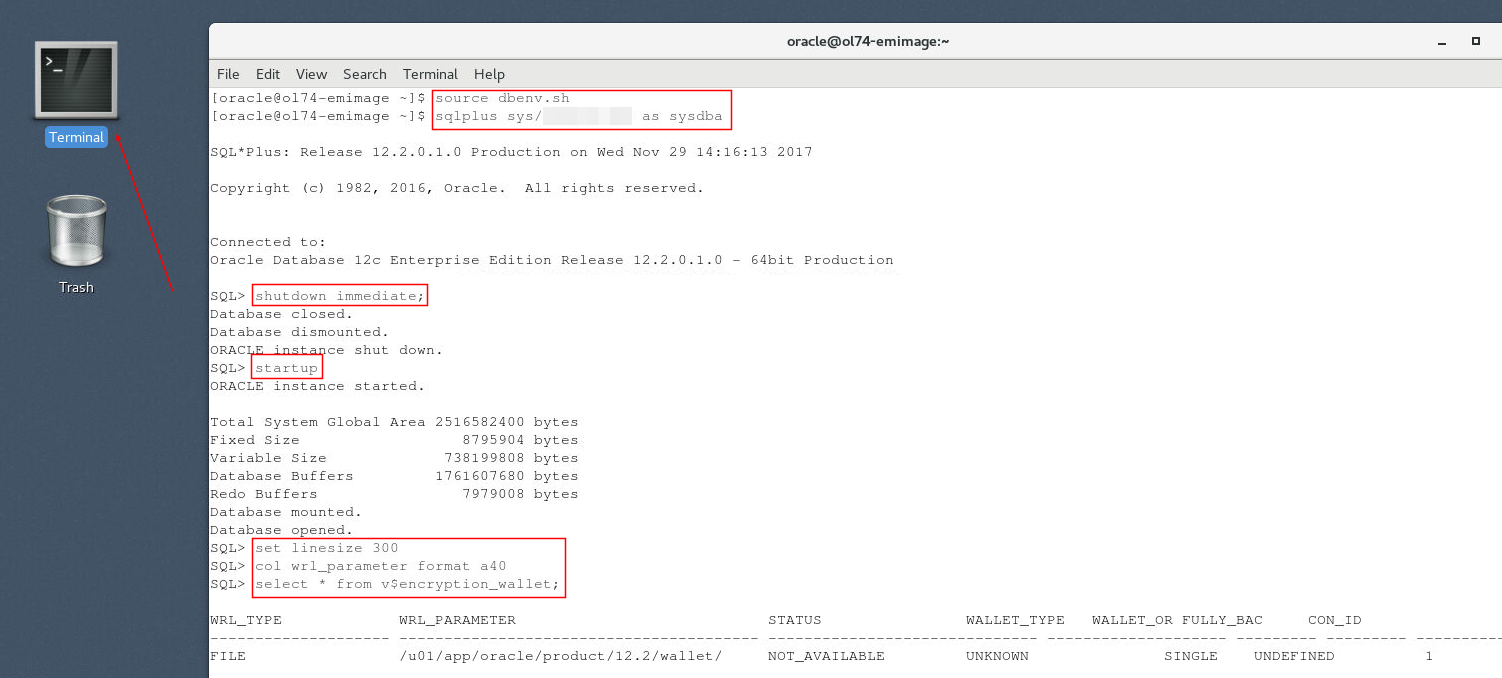 oracle@ol74-emimage:~
File Edit View Search Terminal Help
[oracle@ol74-emimage ~]$ source dbenv.sh
[oracle@ol74-emimage ~]$ sqlplus sys/ as sysdba
Terminal
SQL*Plus: Release 12.2.0.1.0 Production on Wed Nov 29 14:16:13 2017
Copyright (c) 1982, 2016, Oracle.  All rights reserved.
Connected to:
Oracle Database 12c Enterprise Edition Release 12.2.0.1.0 - 64bit Production
Trash
SQL> shutdown immediate;
Database closed.
Database dismounted.
ORACLE instance shut down.
SQL> startup
ORACLE instance started.
Total System Global Area 2516582400 bytes
Fixed Size 8795904 bytes
Variable Size 738199808 bytes
Database Buffers 1761607680 bytes
Redo Buffers 7979008 bytes
Database mounted.
Database opened.
SQL> set linesize 300
SQL> col wrl_parameter format a40
SQL> select * from v$encryption_wallet;
WRL_TYPE WRL_PARAMETER STATUS WALLET_TYPE WALLET_OR FULLY_BAC CON_ID
-------------------- ---------------------------------------- ------------------------------ -------------------- --------- --------- ----------
FILE /u01/app/oracle/product/12.2/wallet/ NOT_AVAILABLE UNKNOWN SINGLE UNDEFINED 1